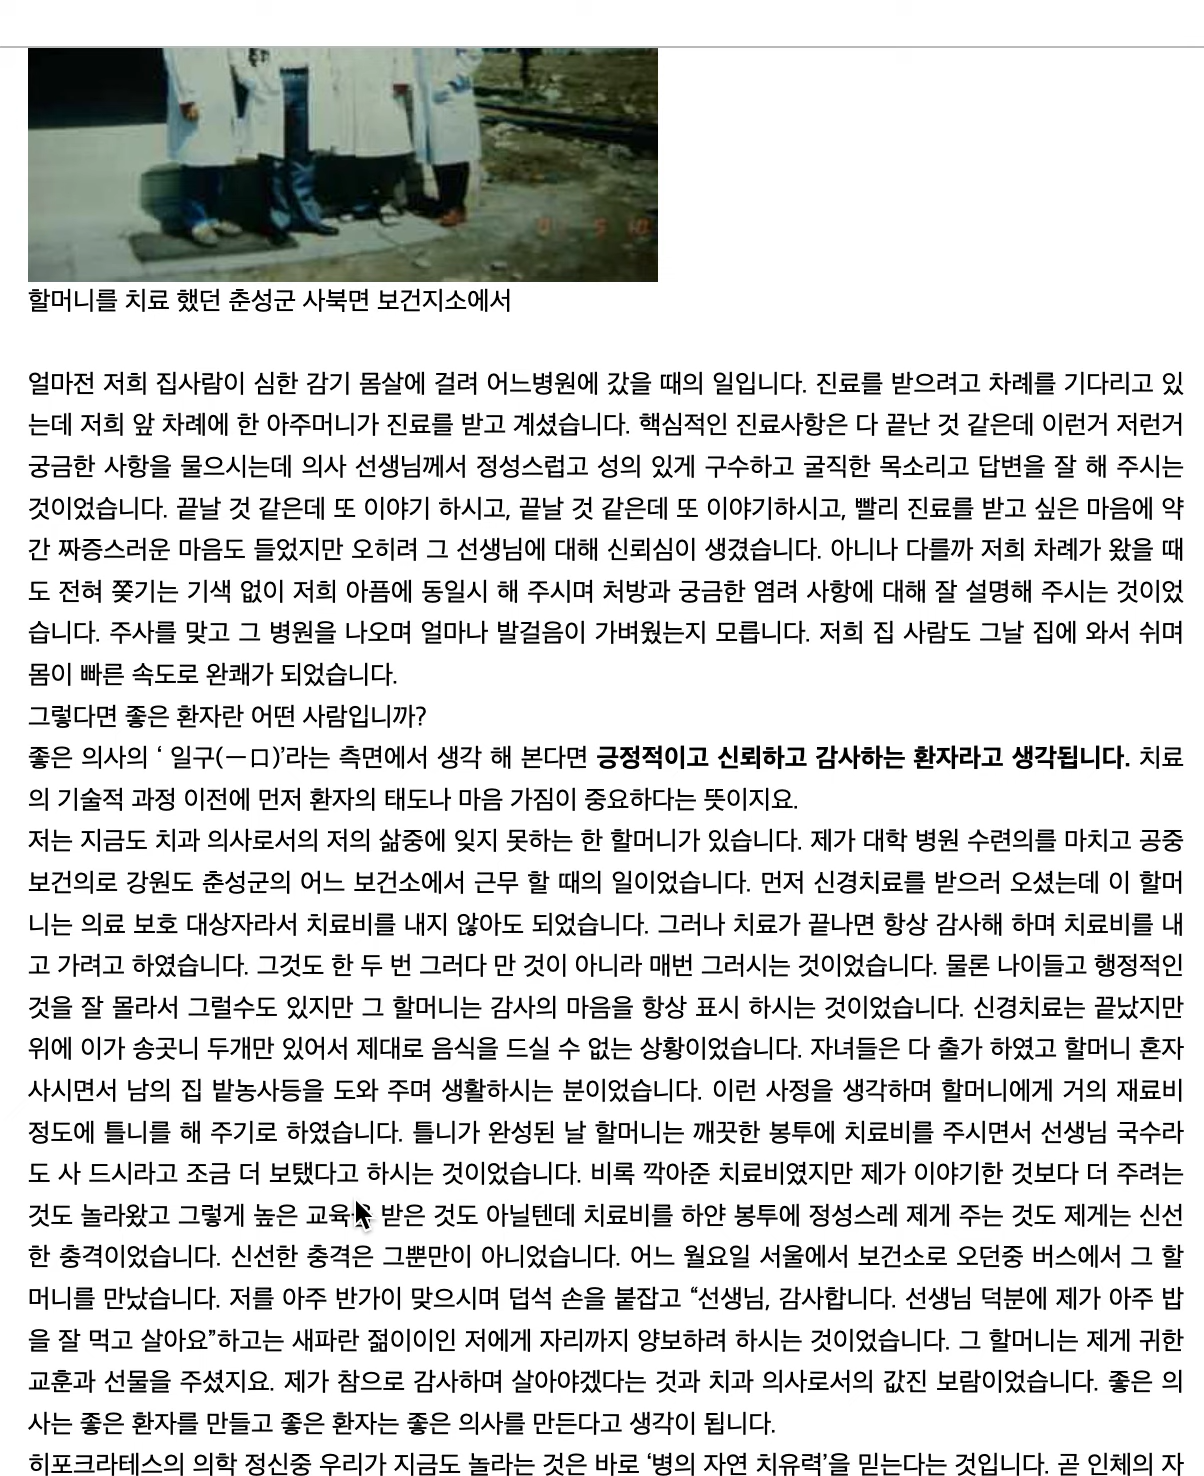 할머니를 치료 했던 춘성군 사북면 보건지소에서
얼마전 저희 집사람이 심한 감기 몸살에 걸려 어느병원에 갔을 때의 일입니다. 진료를 받으려고 차례를 기다리고 있
는데 저희 앞 차례에 한 아주머니가 진료를 받고 계셨습니다. 핵심적인 진료사항은 다 끝난 것 같은데 이런거 저런거
궁금한 사항을 물으시는데 의사 선생님께서 정성스럽고 성의 있게 구수하고 굴직한 목소리고 답변을 잘 해 주시는
것이었습니다. 끝날 것 같은데 또 이야기 하시고, 끝날 것 같은데 또 이야기하시고, 빨리 진료를 받고 싶은 마음에 약
간 짜증스러운 마음도 들었지만 오히려 그 선생님에 대해 신뢰심이 생겼습니다. 아니나 다를까 저희 차례가 왔을 때
도 전혀 쫓기는 기색 없이 저희 아픔에 동일시 해 주시며 처방과 궁금한 염려 사항에 대해 잘 설명해 주시는 것이었
습니다. 주사를 맞고 그 병원을 나오며 얼마나 발걸음이 가벼웠는지 모릅니다. 저희 집 사람도 그날 집에 와서 쉬며
몸이 빠른 속도로 완쾌가 되었습니다.
그렇다면 좋은 환자란 어떤 사람입니까?
좋은 의사의 ‘ 일구(一口)’라는 측면에서 생각 해 본다면 긍정적이고 신뢰하고 감사하는 환자라고 생각됩니다. 치료
의 기술적 과정 이전에 먼저 환자의 태도나 마음 가짐이 중요하다는 뜻이지요.
저는 지금도 치과 의사로서의 저의 삶중에 잊지 못하는 한 할머니가 있습니다. 제가 대학 병원 수련의를 마치고 공중
보건의로 강원도 춘성군의 어느 보건소에서 근무 할 때의 일이었습니다. 먼저 신경치료를 받으러 오셨는데 이 할머
니는 의료 보호 대상자라서 치료비를 내지 않아도 되었습니다. 그러나 치료가 끝나면 항상 감사해 하며 치료비를 내
고 가려고 하였습니다. 그것도 한 두 번 그러다 만 것이 아니라 매번 그러시는 것이었습니다. 물론 나이들고 행정적인
것을 잘 몰라서 그럴수도 있지만 그 할머니는 감사의 마음을 항상 표시 하시는 것이었습니다. 신경치료는 끝났지만
위에 이가 송곳니 두개만 있어서 제대로 음식을 드실 수 없는 상황이었습니다. 자녀들은 다 출가 하였고 할머니 혼자
사시면서 남의 집 밭농사등을 도와 주며 생활하시는 분이었습니다. 이런 사정을 생각하며 할머니에게 거의 재료비
정도에 틀니를 해 주기로 하였습니다. 틀니가 완성된 날 할머니는 깨끗한 봉투에 치료비를 주시면서 선생님 국수라
도 사 드시라고 조금 더 보탰다고 하시는 것이었습니다. 비록 깍아준 치료비였지만 제가 이야기한 것보다 더 주려는
것도 놀라왔고 그렇게 높은 받은 것도 아닐텐데 치료비를 하얀 봉투에 정성스레 제게 주는 것도 제게는 신선
한 충격이었습니다. 신선한 충격은 그뿐만이 아니었습니다. 어느 월요일 서울에서 보건소로 오던중 버스에서 그 할
머니를 만났습니다. 저를 아주 반가이 맞으시며 덥석 손을 붙잡고 “선생님, 감사합니다. 선생님 덕분에 제가 아주 밥
을 잘 먹고 살아요”하고는 새파란 젊이이인 저에게 자리까지 양보하려 하시는 것이었습니다. 그 할머니는 제게 귀한
교훈과 선물을 주셨지요. 제가 참으로 감사하며 살아야겠다는 것과 치과 의사로서의 값진 보람이었습니다. 좋은 의
사는 좋은 환자를 만들고 좋은 환자는 좋은 의사를 만든다고 생각이 됩니다.
히포크라테스의 의학 정신중 우리가 지금도 놀라는 것은 바로 ‘병의 자연 치유력’을 믿는다는 것입니다. 곧 인체의 자